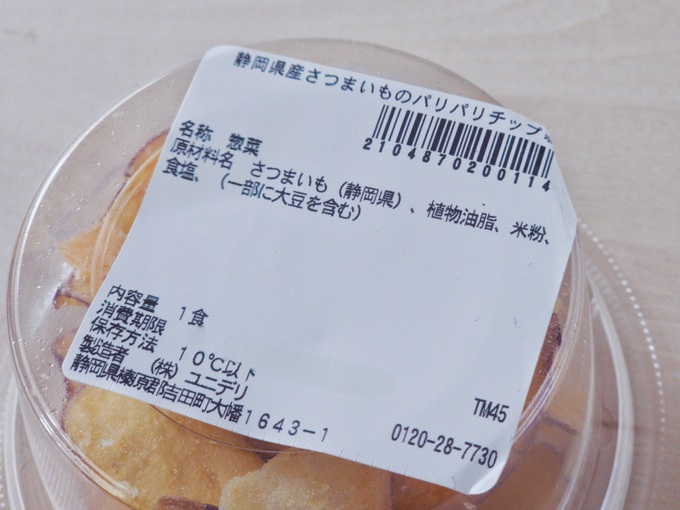 静岡県産さつまいものパリパリチップス
2104870200114
名称 惣菜
原材料名 さつまいも（静岡県）、植物油脂、米粉、
食塩、（一部に大豆を含む）
内容量 1食
消費期限
保存方法 10℃以下
製造者 （株）ユニデリ
静岡県榛原郡吉田町大幡1643-1
TM45
0120-28-7730